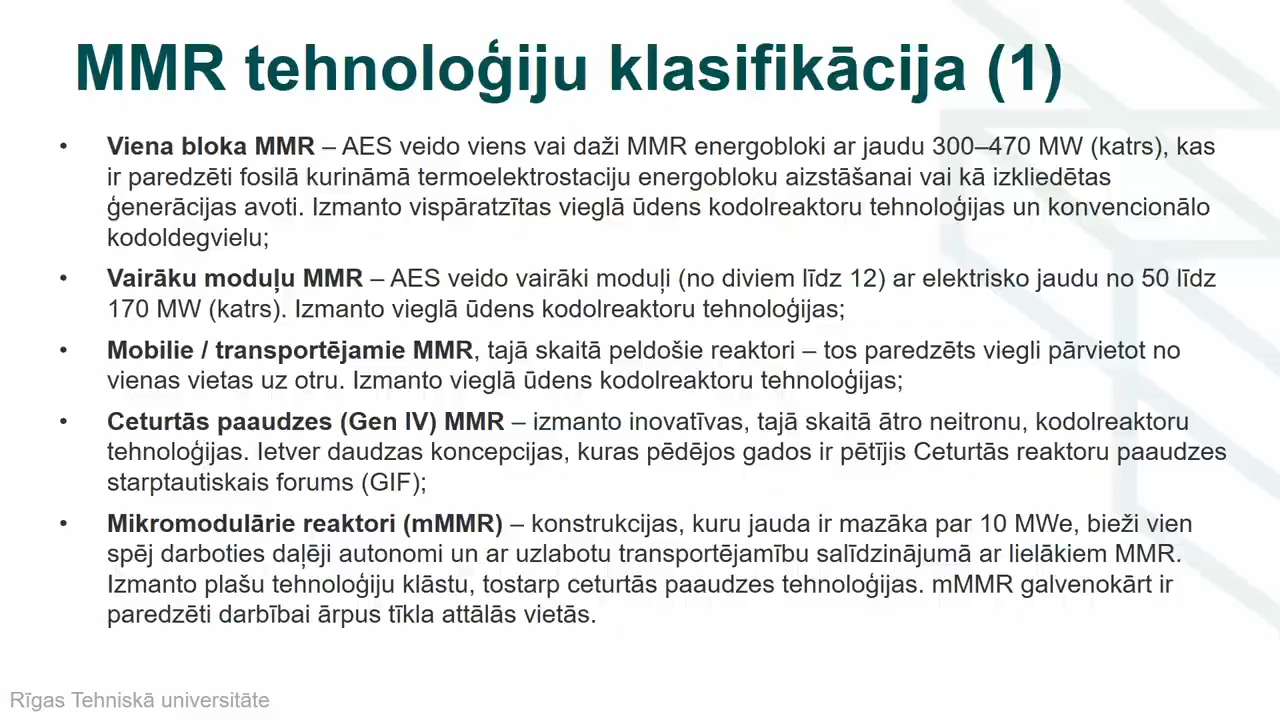 MMR tehnoloģiju klasifikācija (1)
• Viena bloka MMR – AES veido viens vai daži MMR energobloki ar jaudu 300–470 MW (katrs), kas
ir paredzēti fosilā kurināmā termoelektrostaciju energobloku aizstāšanai vai kā izkliedētas
ģenerācijas avoti. Izmanto vispāratzītas vieglā ūdens kodolreaktoru tehnoloģijas un konvencionālo
kodoldegvielu;
• Vairāku moduļu MMR – AES veido vairāki moduļi (no diviem līdz 12) ar elektrisko jaudu no 50 līdz
170 MW (katrs). Izmanto vieglā ūdens kodolreaktoru tehnoloģijas;
• Mobilie / transportējamie MMR, tajā skaitā peldošie reaktori – tos paredzēts viegli pārvietot no
vienas vietas uz otru. Izmanto vieglā ūdens kodolreaktoru tehnoloģijas;
• Ceturtās paaudzes (Gen IV) MMR – izmanto inovatīvas, tajā skaitā ātro neitronu, kodolreaktoru
tehnoloģijas. Ietver daudzas koncepcijas, kuras pēdējos gados ir pētījis Ceturtās reaktoru paaudzes
starptautiskais forums (GIF);
• Mikromodulārie reaktori (mMMR) – konstrukcijas, kuru jauda ir mazāka par 10 MWe, bieži vien
spēj darboties daļēji autonomi un ar uzlabotu transportējamību salīdzinājumā ar lielākiem MMR.
Izmanto plašu tehnoloģiju klāstu, tostarp ceturtās paaudzes tehnoloģijas. mMMR galvenokārt ir
paredzēti darbībai ārpus tīkla attālās vietās.
Rīgas Tehniskā universitāte